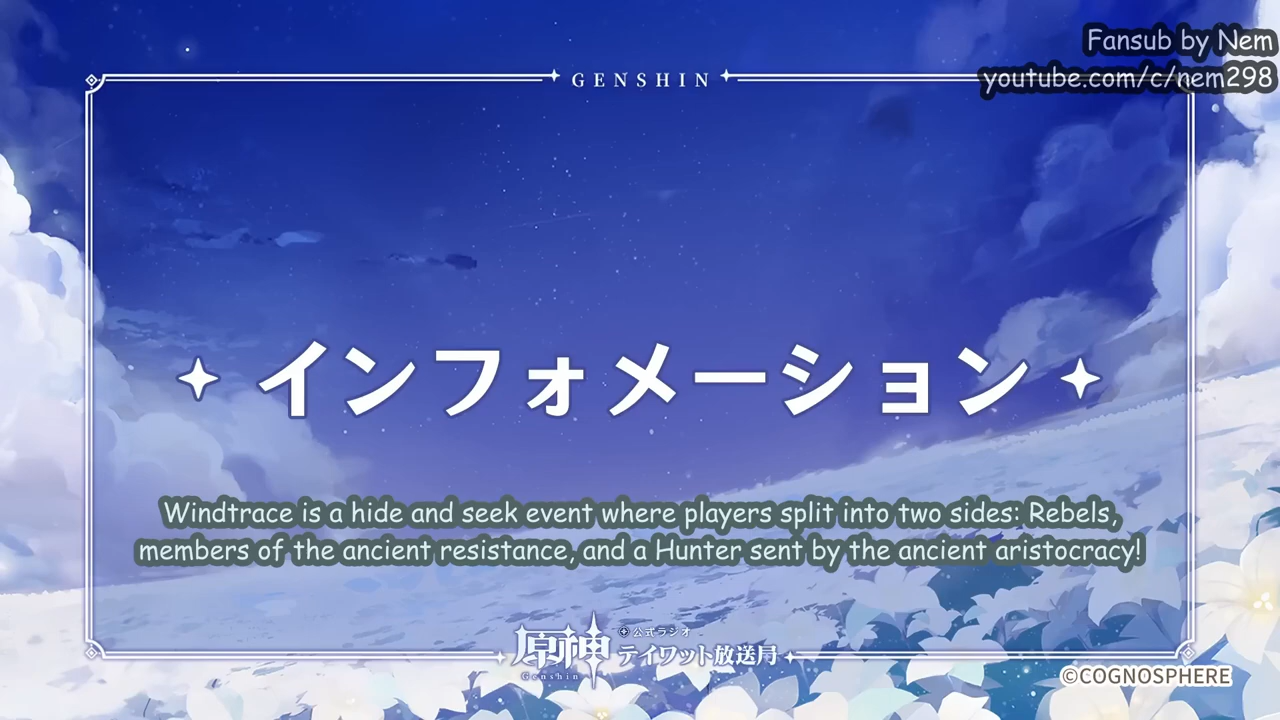 Fansub by Nem
youtube.com/c/nem298
GENSHIN
インフォメーション
Windtrace is a hide and seek event where players split into two sides: Rebels,
members of the ancient resistance, and a Hunter sent by the ancient aristocracy!
原神
Genshin
公式ラジオ
テイワット放送局
©COGNOSPHERE